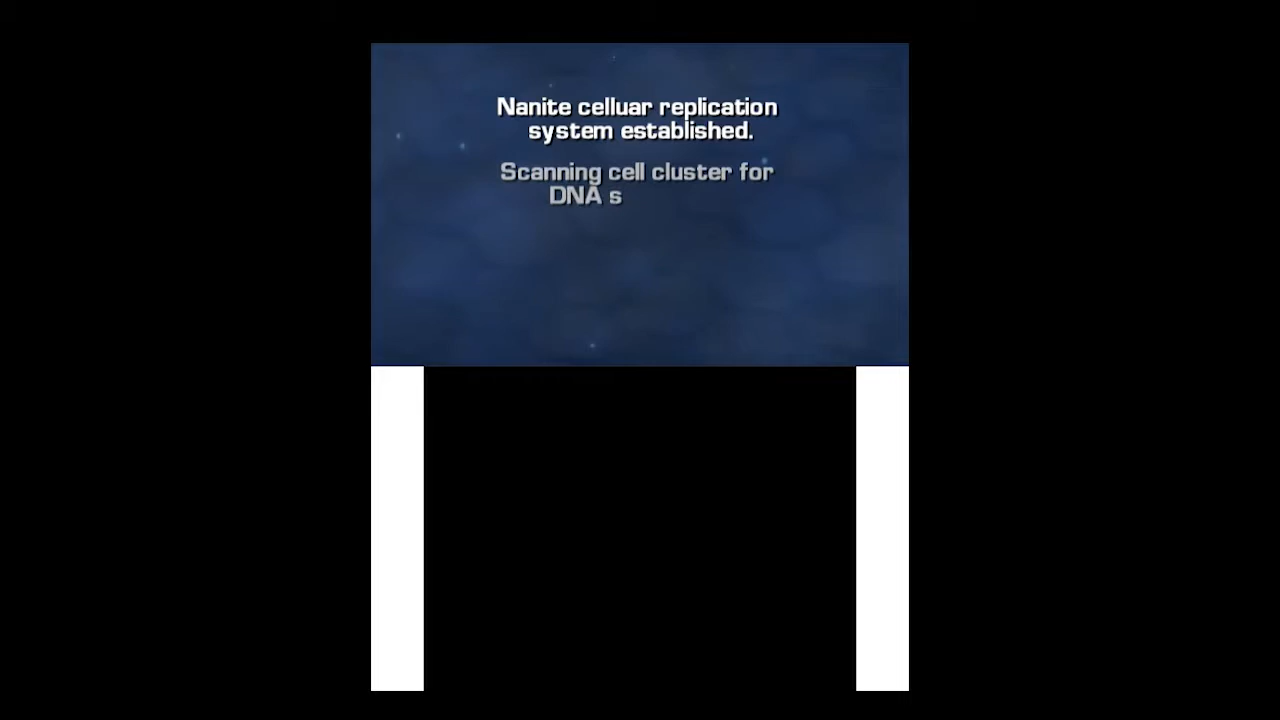 Nanite celluar replication
system established.
Scanning cell cluster for
DNA s